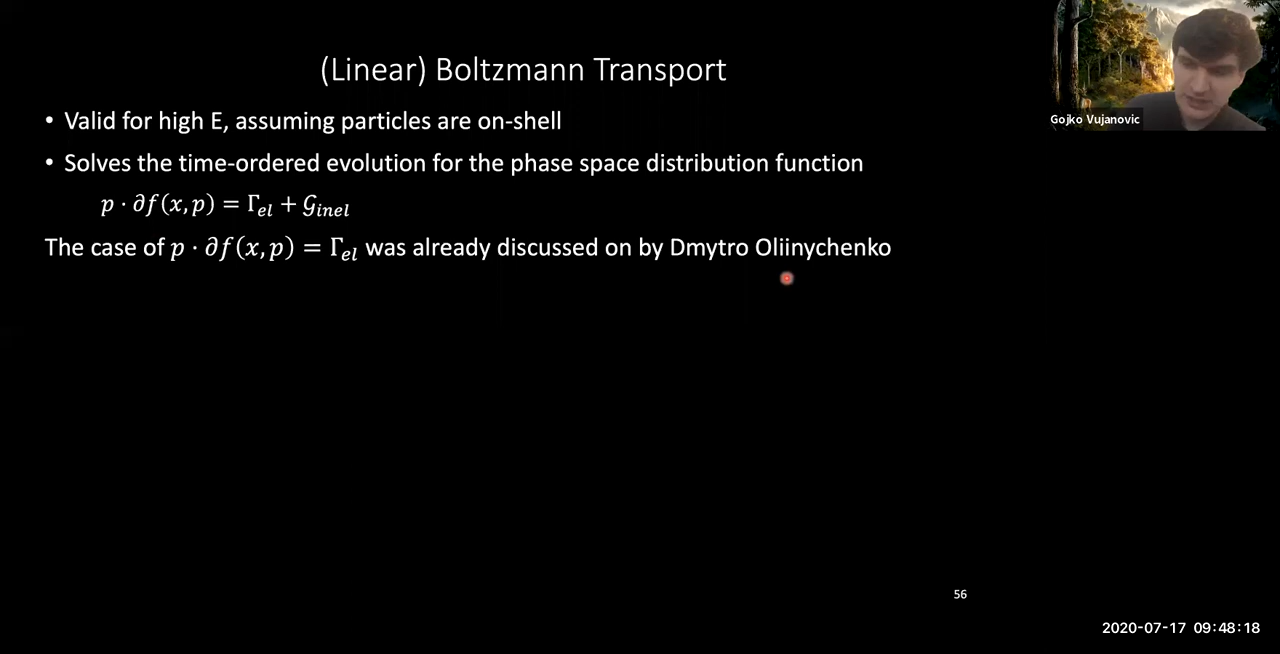 (Linear) Boltzmann Transport
• Valid for high E, assuming particles are on-shell
• Solves the time-ordered evolution for the phase space distribution function
p · ∂f(x, p) = Γ_el + 𝒢_inel
The case of p · ∂f(x, p) = Γ_el was already discussed on by Dmytro Oliinychenko
Gojko Vujanovic
56
2020-07-17 09:48:18